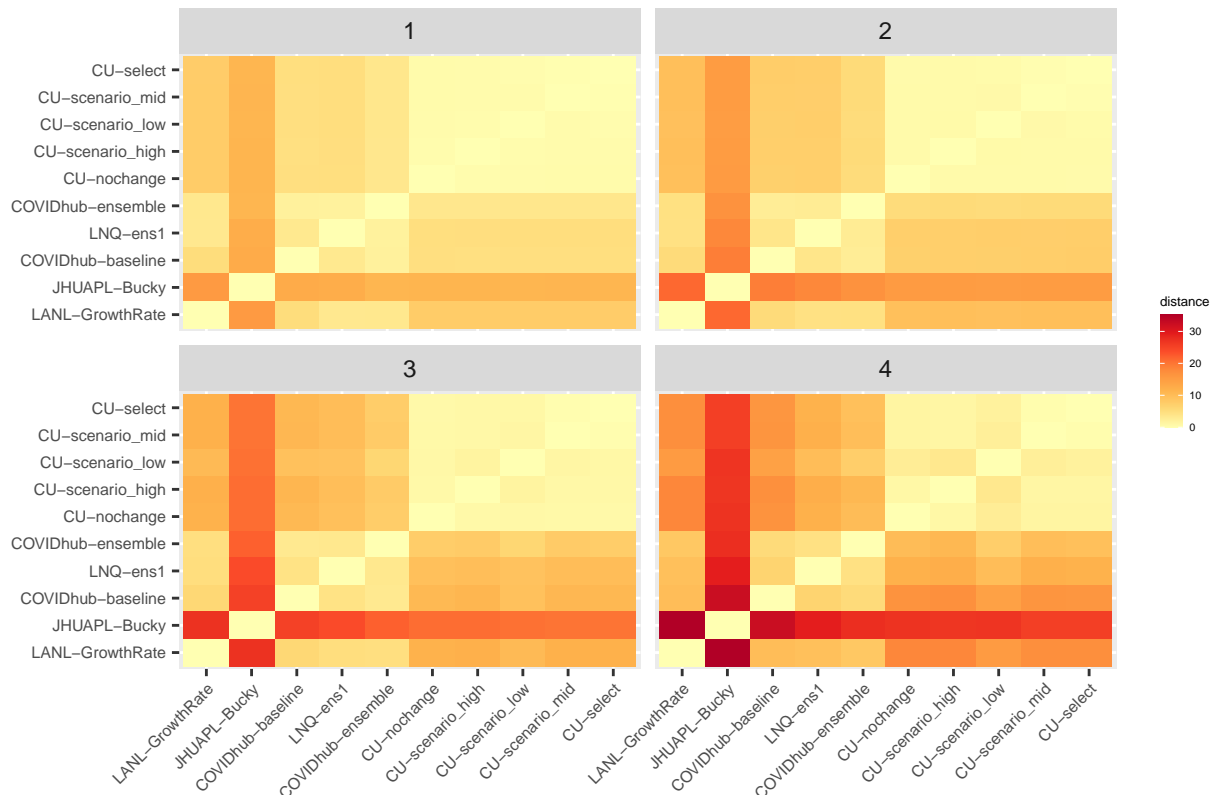 1
2
CU−select
CU−scenario_mid
CU−scenario_low
CU−scenario_high
CU−nochange
COVIDhub−ensemble
LNQ−ens1
COVIDhub−baseline
JHUAPL−Bucky
LANL−GrowthRate
3
4
CU−select
CU−scenario_mid
CU−scenario_low
CU−scenario_high
CU−nochange
COVIDhub−ensemble
LNQ−ens1
COVIDhub−baseline
JHUAPL−Bucky
LANL−GrowthRate
LANL−GrowthRate
JHUAPL−Bucky
COVIDhub−baseline
LNQ−ens1
COVIDhub−ensemble
CU−nochange
CU−scenario_high
CU−scenario_low
CU−scenario_mid
CU−select
LANL−GrowthRate
JHUAPL−Bucky
COVIDhub−baseline
LNQ−ens1
COVIDhub−ensemble
CU−nochange
CU−scenario_high
CU−scenario_low
CU−scenario_mid
CU−select
distance
30
20
10
0